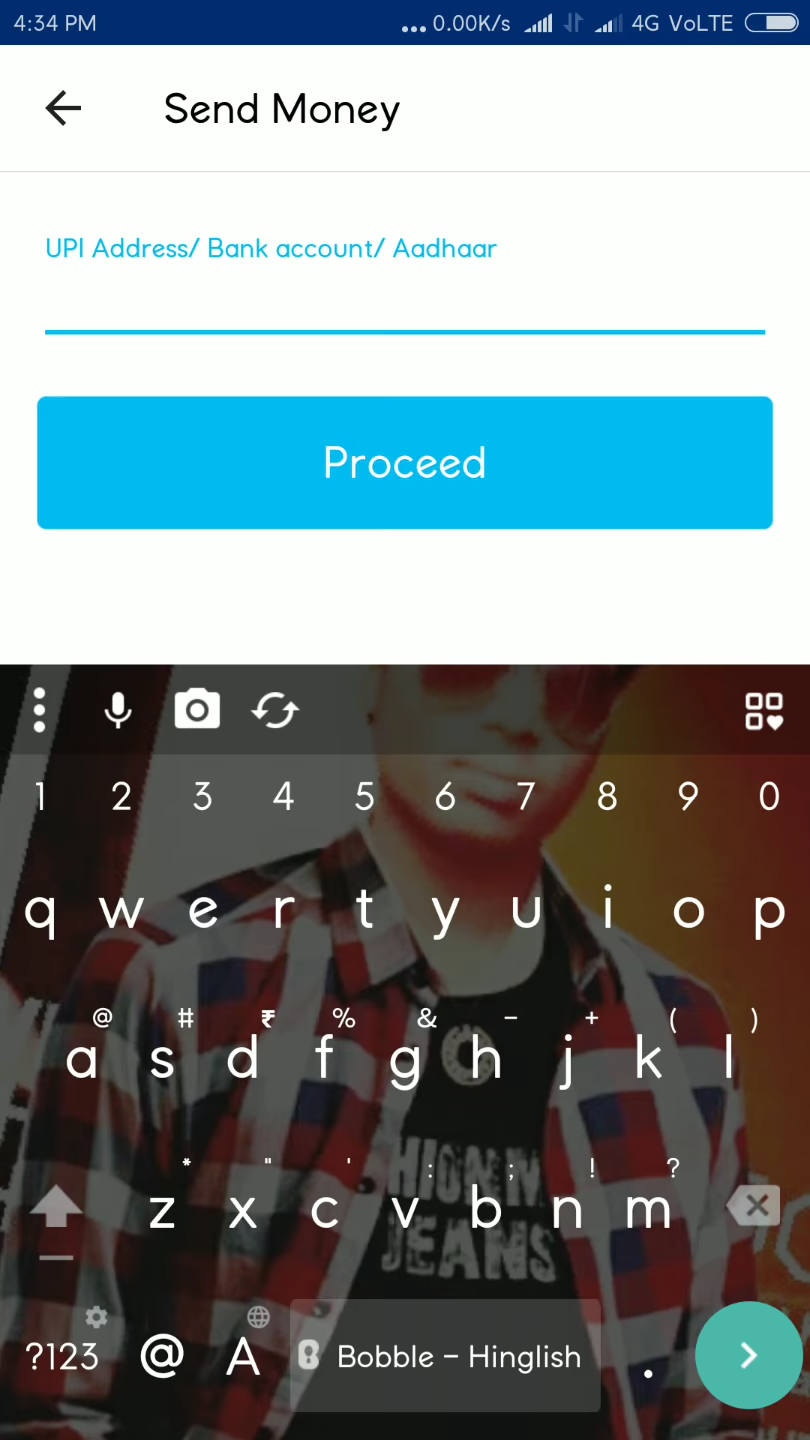 4:34 PM ... 0.00K/s 4G VoLTE
Send Money
UPI Address/ Bank account/ Aadhaar
Proceed
1 2 3 4 5 6 7 8 9 0
q w e r t y u i o p
@ # ₹ % & - + ( )
a s d f g h j k l
* " ' : ; ! ?
z x c v b n m
JEANS
?123 @ A Bobble - Hinglish .